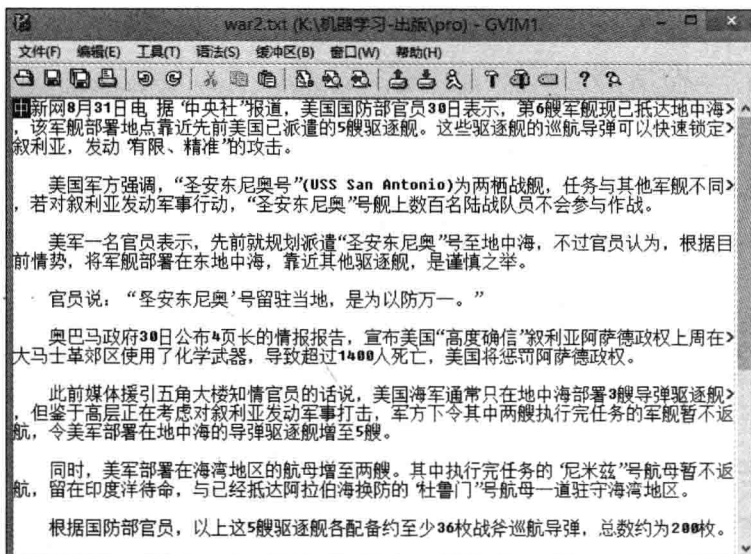 war2.txt (K:\机器学习-出版\pro) - GVIM1
文件(F) 编辑(E) 工具(T) 语法(S) 缓冲区(B) 窗口(W) 帮助(H)
中新网8月31日电 据“中央社”报道，美国国防部官员30日表示，第6艘军舰现已抵达地中海>
，该军舰部署地点靠近先前美国已派遣的5艘驱逐舰。这些驱逐舰的巡航导弹可以快速锁定>
叙利亚，发动“有限、精准”的攻击。
美国军方强调，“圣安东尼奥号”(USS San Antonio)为两栖战舰，任务与其他军舰不同>
，若对叙利亚发动军事行动，“圣安东尼奥”号舰上数百名陆战队员不会参与作战。
美军一名官员表示，先前就规划派遣“圣安东尼奥”号至地中海，不过官员认为，根据目
前情势，将军舰部署在东地中海，靠近其他驱逐舰，是谨慎之举。
官员说：“圣安东尼奥’号留驻当地，是为以防万一。”
奥巴马政府30日公布4页长的情报报告，宣布美国“高度确信”叙利亚阿萨德政权上周在>
大马士革郊区使用了化学武器，导致超过1400人死亡，美国将惩罚阿萨德政权。
此前媒体援引五角大楼知情官员的话说，美国海军通常只在地中海部署3艘导弹驱逐舰>
，但鉴于高层正在考虑对叙利亚发动军事打击，军方下令其中两艘执行完任务的军舰暂不返
航，令美军部署在地中海的导弹驱逐舰增至5艘。
同时，美军部署在海湾地区的航母增至两艘。其中执行完任务的“尼米兹”号航母暂不返
航，留在印度洋待命，与已经抵达阿拉伯海换防的“杜鲁门”号航母一道驻守海湾地区。
根据国防部官员，以上这5艘驱逐舰各配备约至少36枚战斧巡航导弹，总数约为200枚。